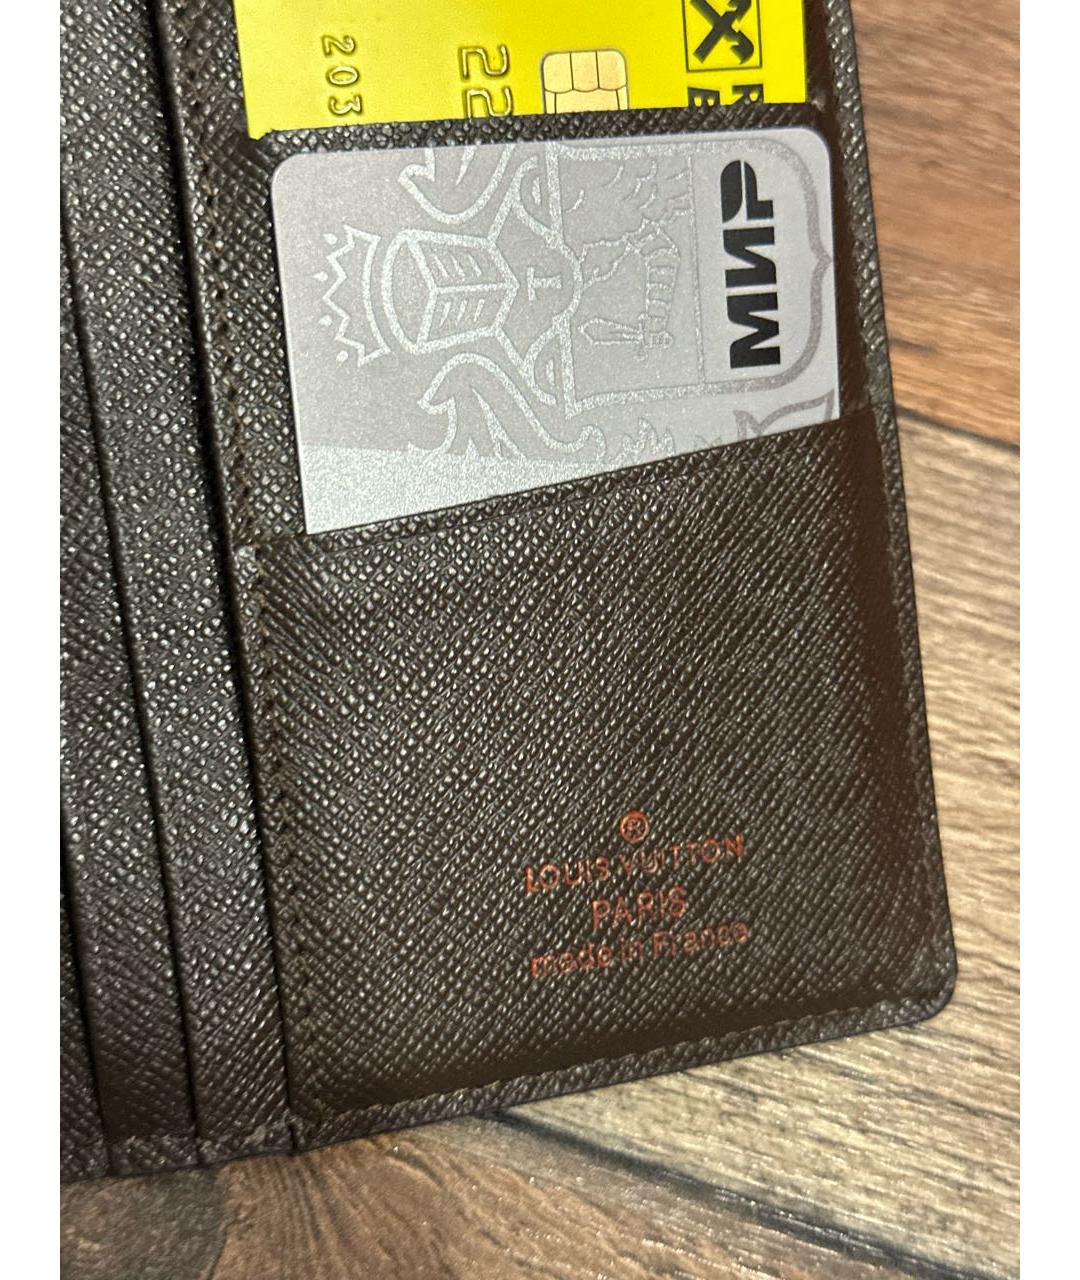 203
22
R
B
МИР
Т
®
LOUIS VUITTON
PARIS
made in France